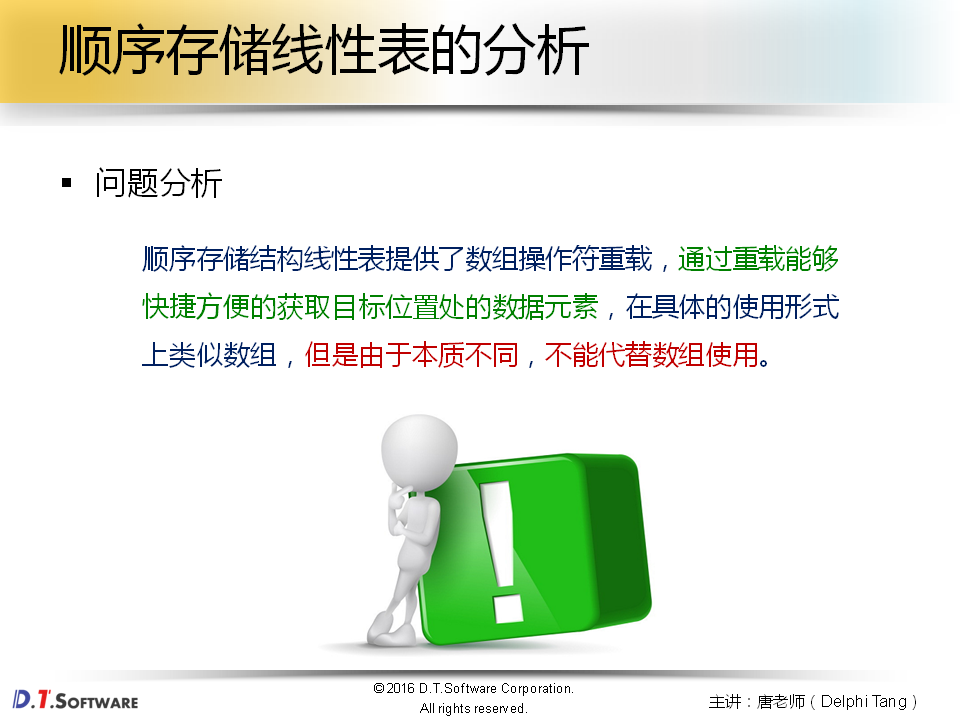 顺序存储线性表的分析
▪ 问题分析
顺序存储结构线性表提供了数组操作符重载，通过重载能够
快捷方便的获取目标位置处的数据元素，在具体的使用形式
上类似数组，但是由于本质不同，不能代替数组使用。
!
D.T.SOFTWARE
©2016 D.T.Software Corporation.
All rights reserved.
主讲：唐老师（Delphi Tang）